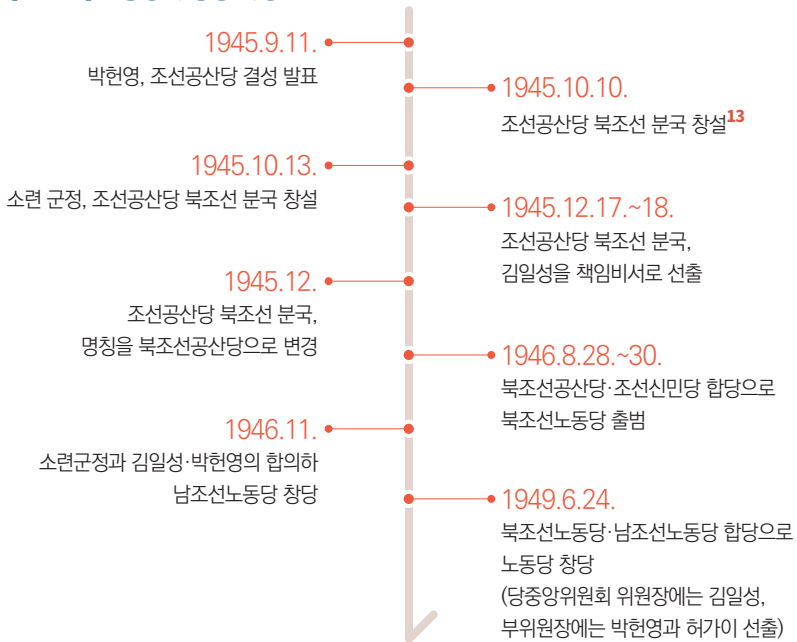 1945.9.11.
박헌영, 조선공산당 결성 발표
1945.10.10.
조선공산당 북조선 분국 창설13
1945.10.13.
소련 군정, 조선공산당 북조선 분국 창설
1945.12.17.~18.
조선공산당 북조선 분국,
김일성을 책임비서로 선출
1945.12.
조선공산당 북조선 분국,
명칭을 북조선공산당으로 변경
1946.8.28.~30.
북조선공산당·조선신민당 합당으로
북조선노동당 출범
1946.11.
소련군정과 김일성·박헌영의 합의하
남조선노동당 창당
1949.6.24.
북조선노동당·남조선노동당 합당으로
노동당 창당
(당중앙위원회 위원장에는 김일성,
부위원장에는 박헌영과 허가이 선출)